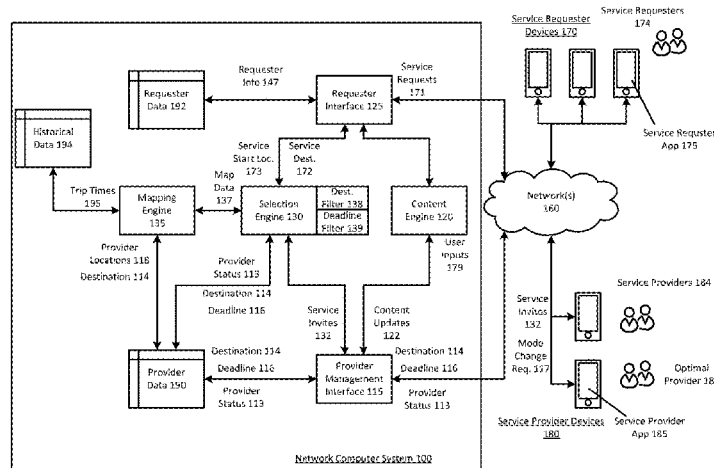 Service Requesters
174
Service Requester
Devices 170
Service Requster
App 175
Requester
Info 147
Service
Requests
171
Requester
Data 192
Requester
Interface 125
Historical
Data 194
Service
Start Loc.
173
Service
Dest.
172
Trip Times
195
Map
Data
137
Mapping
Engine
135
Selection
Engine 130
Dest.
Filter 138
Deadline
Filter 139
Content
Engine 120
Network(s)
160
Provider
Locations 118
Destination 114
Provider
Status 113
Destination 114
Deadline 116
User
Inputs
179
Service Providers 184
Service
Invites
132
Content
Updates
122
Service
Invites
132
Mode
Change
Req. 127
Destination 114
Deadline 116
Provider
Status 113
Provider
Data 190
Provider
Management
Interface 115
Destination 114
Deadline 116
Provider
Status 113
Optimal
Provider
Service Provider Devices
180
Service Provider
App 185
Network Computer System 100